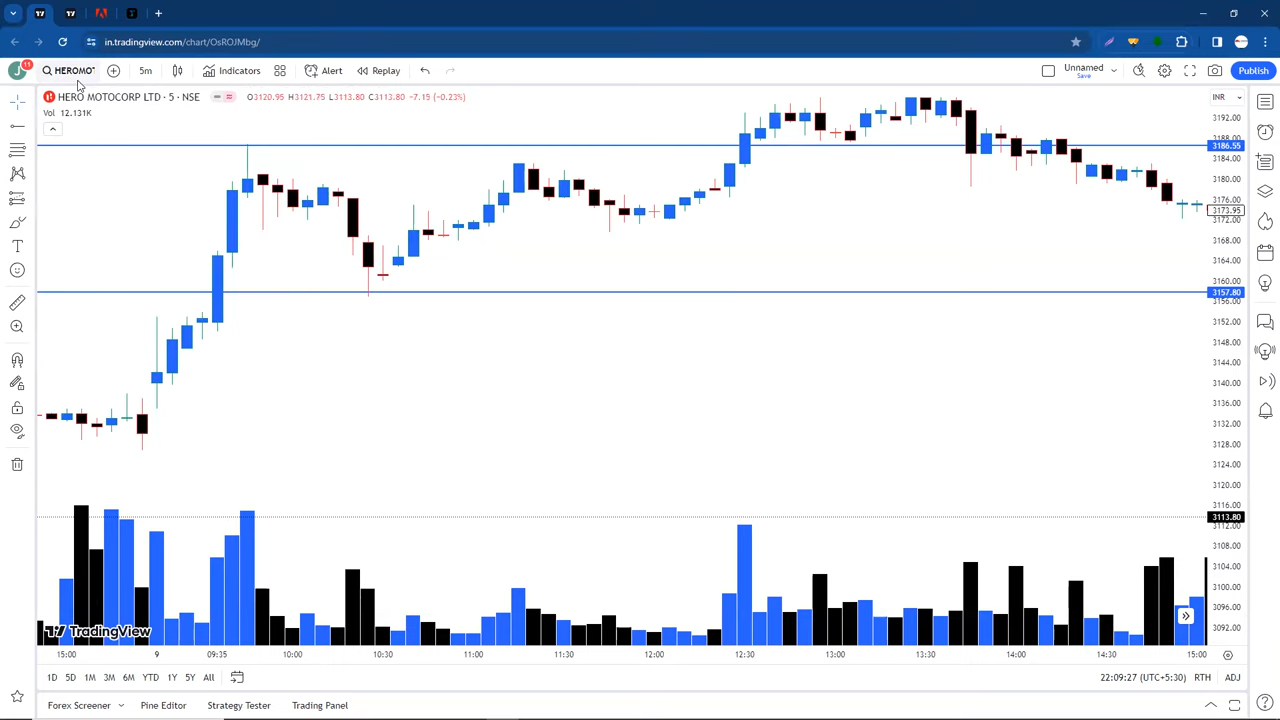 in.tradingview.com/chart/OsROJMbg/
J
11
HEROMOT
5m
Indicators
Alert
Replay
Unnamed
Save
Publish
HERO MOTOCORP LTD · 5 · NSE
O3120.95 H3121.75 L3113.80 C3113.80 -7.15 (-0.23%)
INR
Vol 12.131K
3192.00
3188.00
3186.55
3184.00
3180.00
3176.00
3173.95
3172.00
3168.00
3164.00
3160.00
3157.80
3156.00
3152.00
3148.00
3144.00
3140.00
3136.00
3132.00
3128.00
3124.00
3120.00
3116.00
3113.80
3112.00
3108.00
3104.00
3100.00
3096.00
3092.00
TradingView
15:00 9 09:35 10:00 10:30 11:00 11:30 12:00 12:30 13:00 13:30 14:00 14:30 15:00
1D 5D 1M 3M 6M YTD 1Y 5Y All
22:09:27 (UTC+5:30) RTH ADJ
Forex Screener Pine Editor Strategy Tester Trading Panel